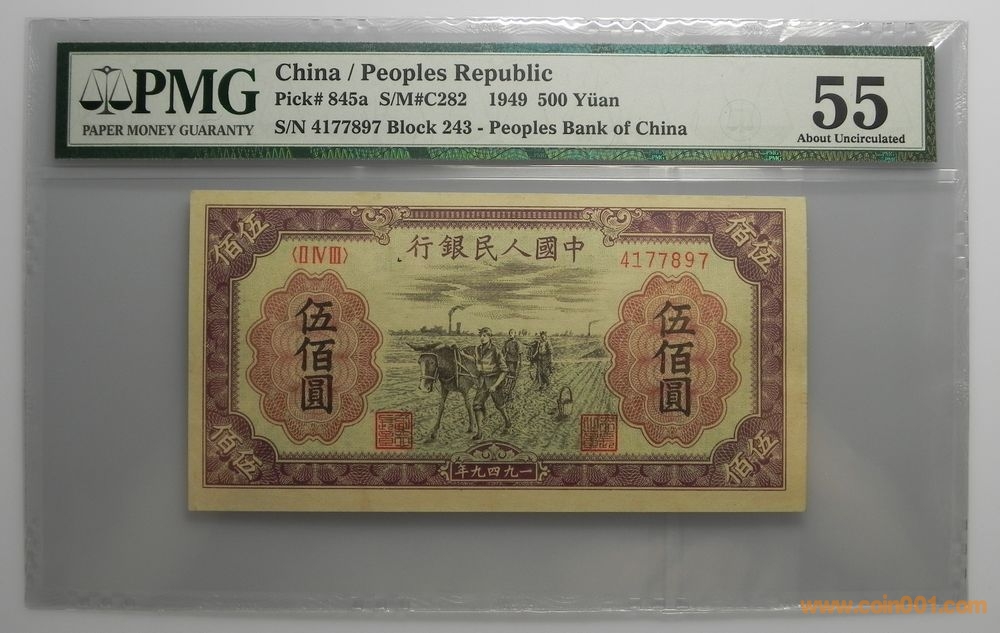 PMG
PAPER MONEY GUARANTY
China / Peoples Republic
Pick# 845a S/M#C282 1949 500 Yüan
S/N 4177897 Block 243 - Peoples Bank of China
55
About Uncirculated
佰伍
行銀民人國中
佰伍
〈II IV III〉
4177897
伍佰圓
伍佰圓
佰伍
年九四九一
佰伍
www.coin001.com